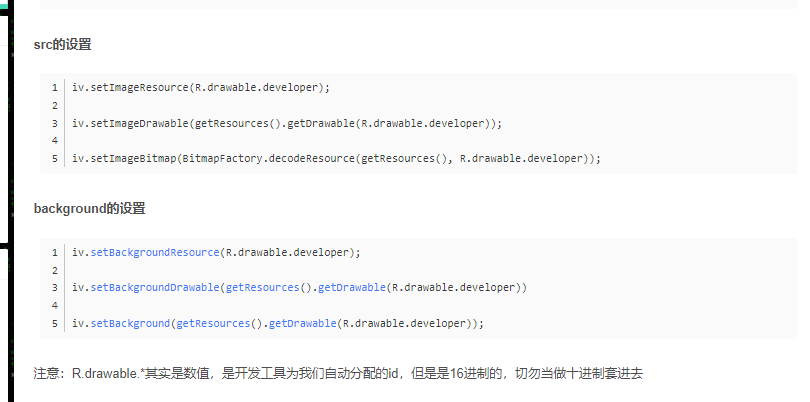 src的设置
1 iv.setImageResource(R.drawable.developer);
2
3 iv.setImageDrawable(getResources().getDrawable(R.drawable.developer));
4
5 iv.setImageBitmap(BitmapFactory.decodeResource(getResources(), R.drawable.developer));
background的设置
1 iv.setBackgroundResource(R.drawable.developer);
2
3 iv.setBackgroundDrawable(getResources().getDrawable(R.drawable.developer))
4
5 iv.setBackground(getResources().getDrawable(R.drawable.developer));
注意：R.drawable.*其实是数值，是开发工具为我们自动分配的id，但是是16进制的，切勿当做十进制套进去